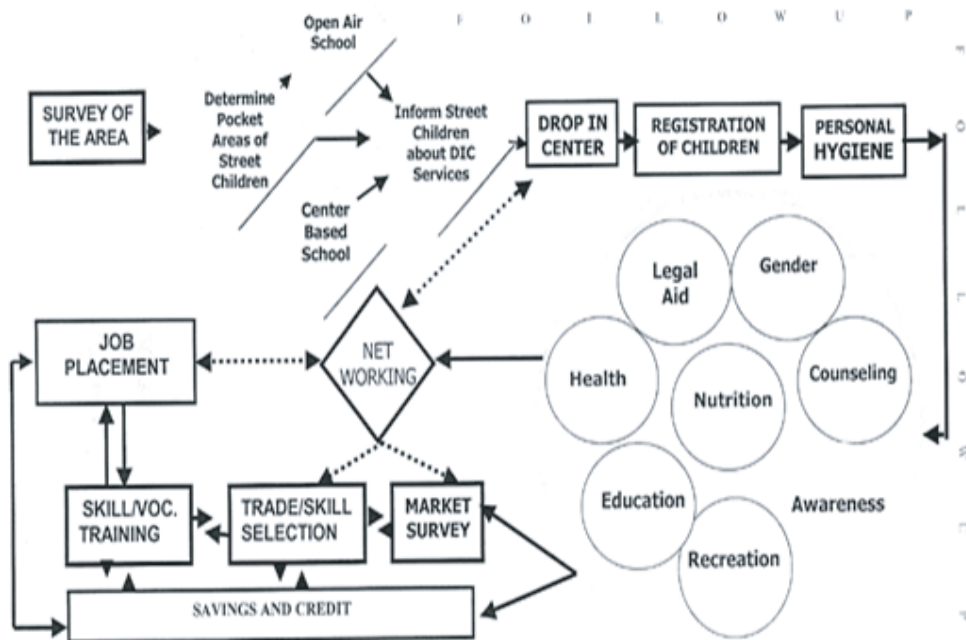 F O L L O W U P
Open Air
School
SURVEY OF
THE AREA
Determine
Pocket
Areas of
Street
Children
Inform Street
Children
about DIC
Services
Center
Based
School
DROP IN
CENTER
REGISTRATION
OF CHILDREN
PERSONAL
HYGIENE
Legal
Aid
Gender
Health
Nutrition
Counseling
Education
Recreation
Awareness
JOB
PLACEMENT
NET
WORKING
SKILL/VOC.
TRAINING
TRADE/SKILL
SELECTION
MARKET
SURVEY
SAVINGS AND CREDIT